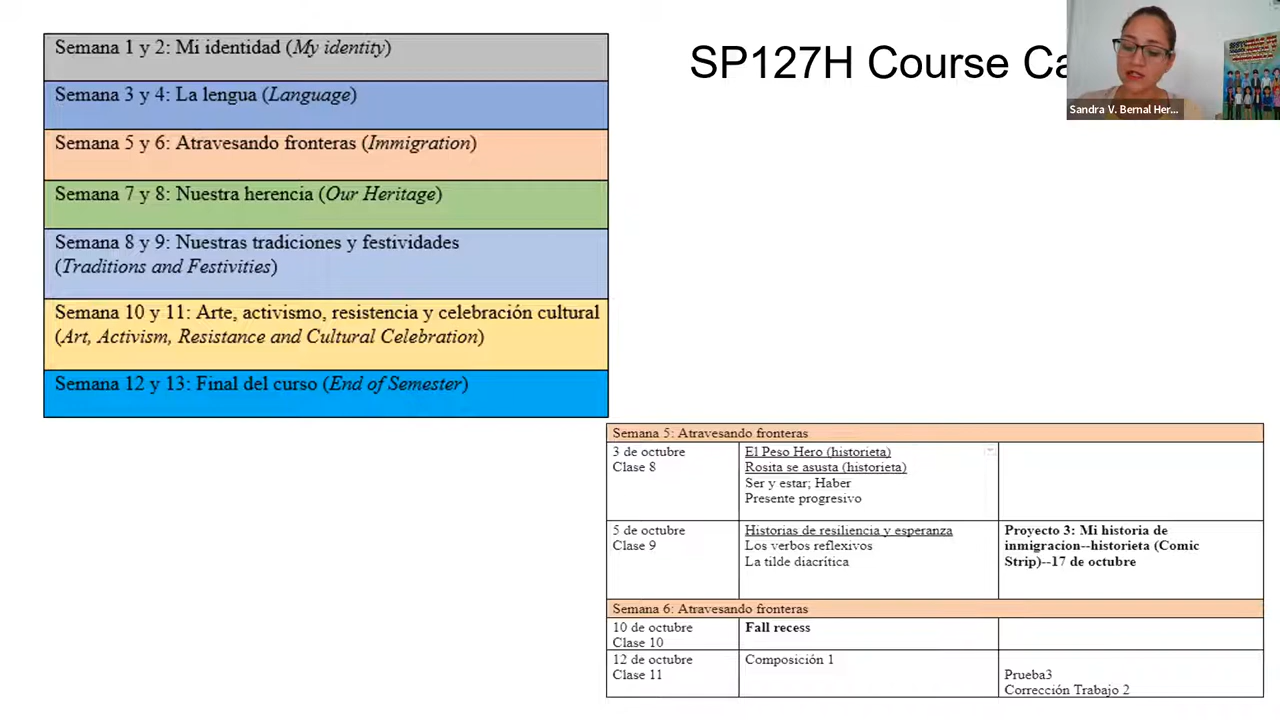 Semana 1 y 2: Mi identidad (My identity)
Semana 3 y 4: La lengua (Language)
Semana 5 y 6: Atravesando fronteras (Immigration)
Semana 7 y 8: Nuestra herencia (Our Heritage)
Semana 8 y 9: Nuestras tradiciones y festividades
(Traditions and Festivities)
Semana 10 y 11: Arte, activismo, resistencia y celebración cultural
(Art, Activism, Resistance and Cultural Celebration)
Semana 12 y 13: Final del curso (End of Semester)
SP127H Course Ca
Sandra V. Bernal Her...
Semana 5: Atravesando fronteras
3 de octubre
Clase 8
El Peso Hero (historieta)
Rosita se asusta (historieta)
Ser y estar; Haber
Presente progresivo
5 de octubre
Clase 9
Historias de resiliencia y esperanza
Los verbos reflexivos
La tilde diacrítica
Proyecto 3: Mi historia de
inmigracion--historieta (Comic
Strip)--17 de octubre
Semana 6: Atravesando fronteras
10 de octubre
Clase 10
Fall recess
12 de octubre
Clase 11
Composición 1
Prueba3
Corrección Trabajo 2